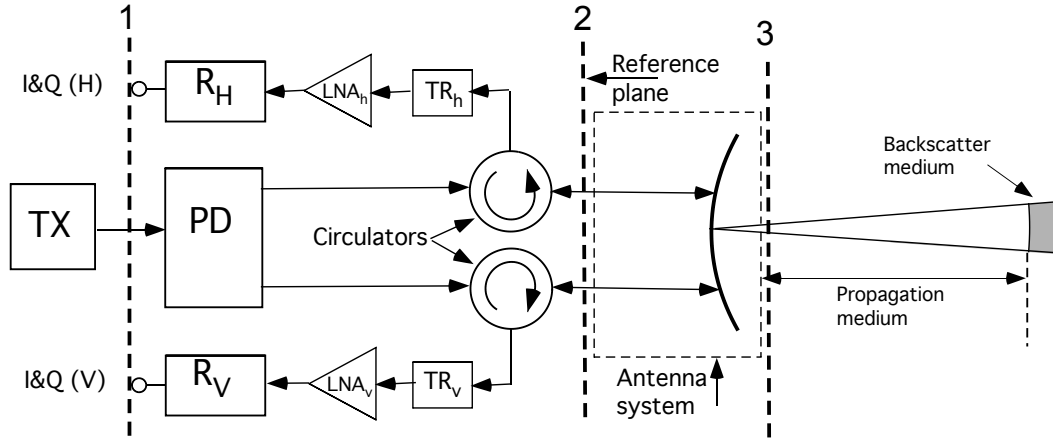 1
2
3
I&Q (H)
R_H
LNA_h
TR_h
Reference
plane
Backscatter
medium
TX
PD
Circulators
Propagation
medium
I&Q (V)
R_V
LNA_v
TR_v
Antenna
system